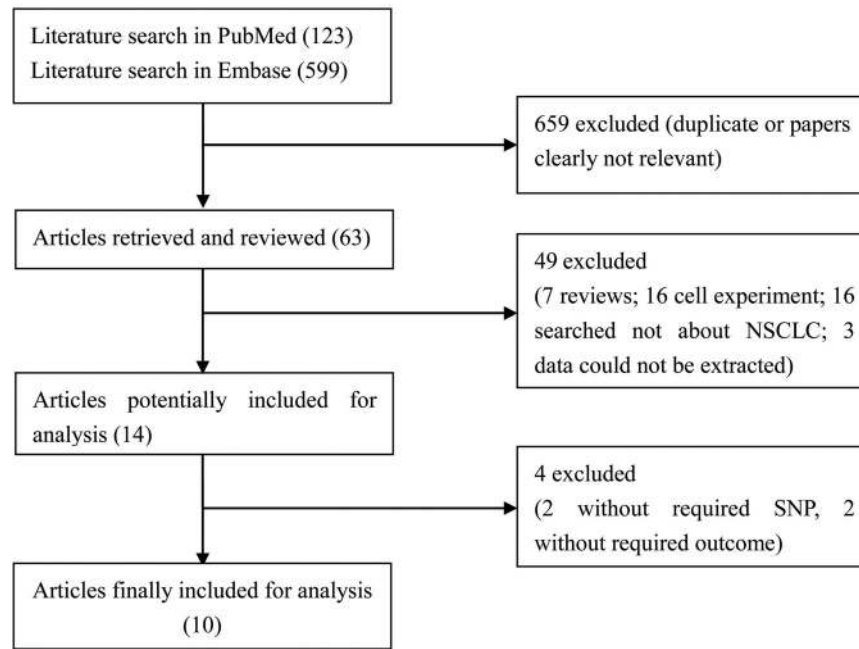 Literature search in PubMed (123)
Literature search in Embase (599)
659 excluded (duplicate or papers
clearly not relevant)
Articles retrieved and reviewed (63)
49 excluded
(7 reviews; 16 cell experiment; 16
searched not about NSCLC; 3
data could not be extracted)
Articles potentially included for
analysis (14)
4 excluded
(2 without required SNP, 2
without required outcome)
Articles finally included for analysis
(10)